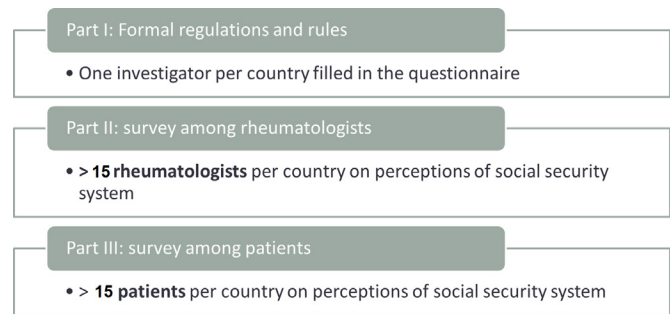 Part I: Formal regulations and rules
• One investigator per country filled in the questionnaire
Part II: survey among rheumatologists
• > 15 rheumatologists per country on perceptions of social security
system
Part III: survey among patients
• > 15 patients per country on perceptions of social security system